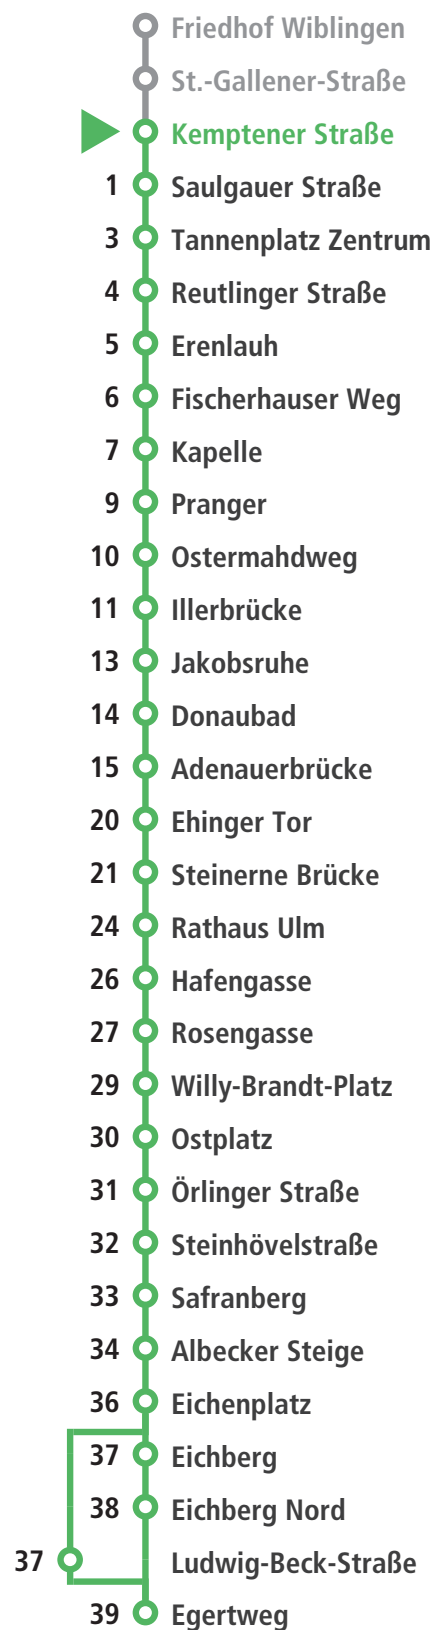 Friedhof Wiblingen
St.-Gallener-Straße
Kemptener Straße
1 Saulgauer Straße
3 Tannenplatz Zentrum
4 Reutlinger Straße
5 Erenlauh
6 Fischerhauser Weg
7 Kapelle
9 Pranger
10 Ostermahdweg
11 Illerbrücke
13 Jakobsruhe
14 Donaubad
15 Adenauerbrücke
20 Ehinger Tor
21 Steinerne Brücke
24 Rathaus Ulm
26 Hafengasse
27 Rosengasse
29 Willy-Brandt-Platz
30 Ostplatz
31 Örlinger Straße
32 Steinhövelstraße
33 Safranberg
34 Albecker Steige
36 Eichenplatz
37 Eichberg
38 Eichberg Nord
37 Ludwig-Beck-Straße
39 Egertweg